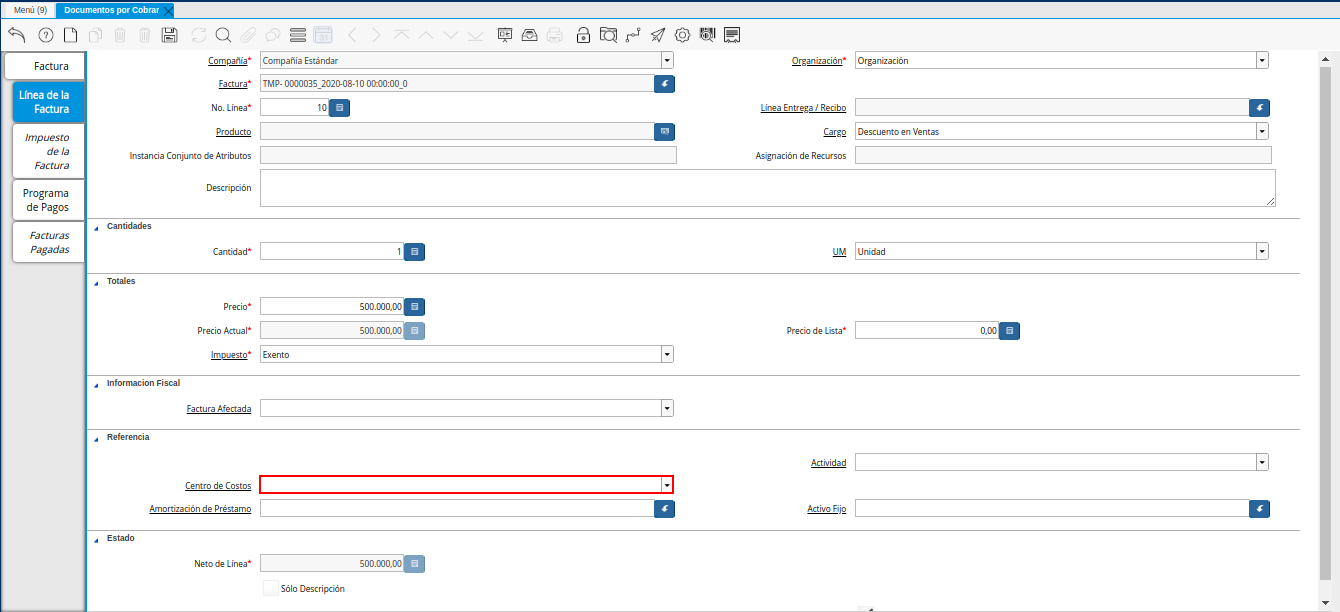 Menú (9) Documentos por Cobrar
Factura
Línea de la
Factura
Impuesto
de la
Factura
Programa
de Pagos
Facturas
Pagadas
Compañía* Compañía Estándar Organización* Organización
Factura* TMP- 0000035_2020-08-10 00:00:00_0
No. Línea* 10 Línea Entrega / Recibo
Producto Cargo Descuento en Ventas
Instancia Conjunto de Atributos Asignación de Recursos
Descripción
Cantidades
Cantidad* 1 UM Unidad
Totales
Precio* 500.000,00
Precio Actual* 500.000,00 Precio de Lista* 0,00
Impuesto* Exento
Informacion Fiscal
Factura Afectada
Referencia
Actividad
Centro de Costos
Amortización de Préstamo Activo Fijo
Estado
Neto de Línea* 500.000,00
Sólo Descripción